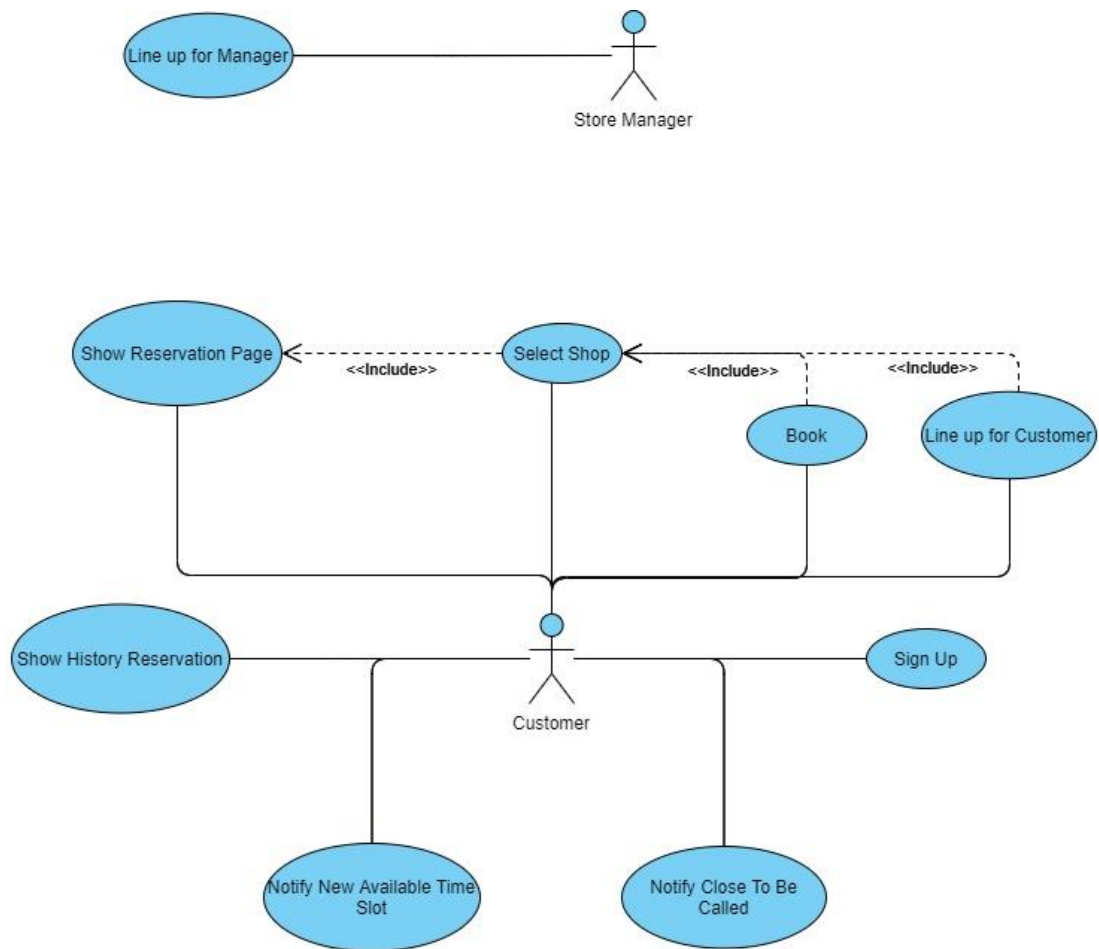 Line up for Manager
Store Manager
Show Reservation Page
Select Shop
<<Include>>
<<Include>>
<<Include>>
Book
Line up for Customer
Show History Reservation
Sign Up
Customer
Notify New Available Time
Slot
Notify Close To Be
Called